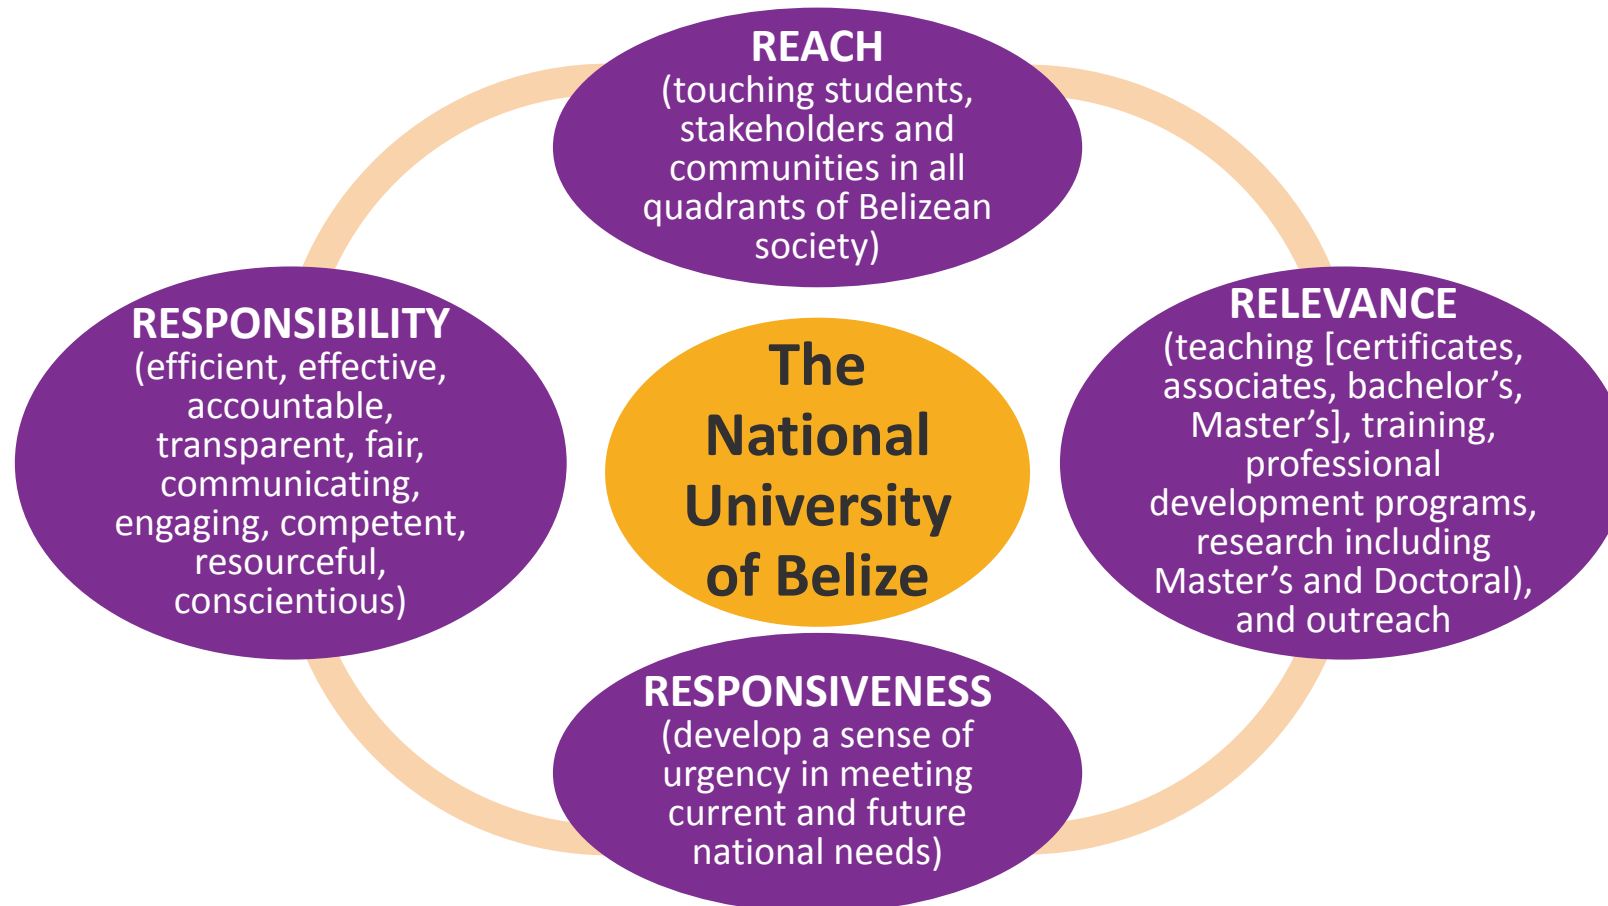 REACH
(touching students,
stakeholders and
communities in all
quadrants of Belizean
society)
RESPONSIBILITY
(efficient, effective,
accountable,
transparent, fair,
communicating,
engaging, competent,
resourceful,
conscientious)
The
National
University
of Belize
RELEVANCE
(teaching [certificates,
associates, bachelor’s,
Master’s], training,
professional
development programs,
research including
Master’s and Doctoral),
and outreach
RESPONSIVENESS
(develop a sense of
urgency in meeting
current and future
national needs)